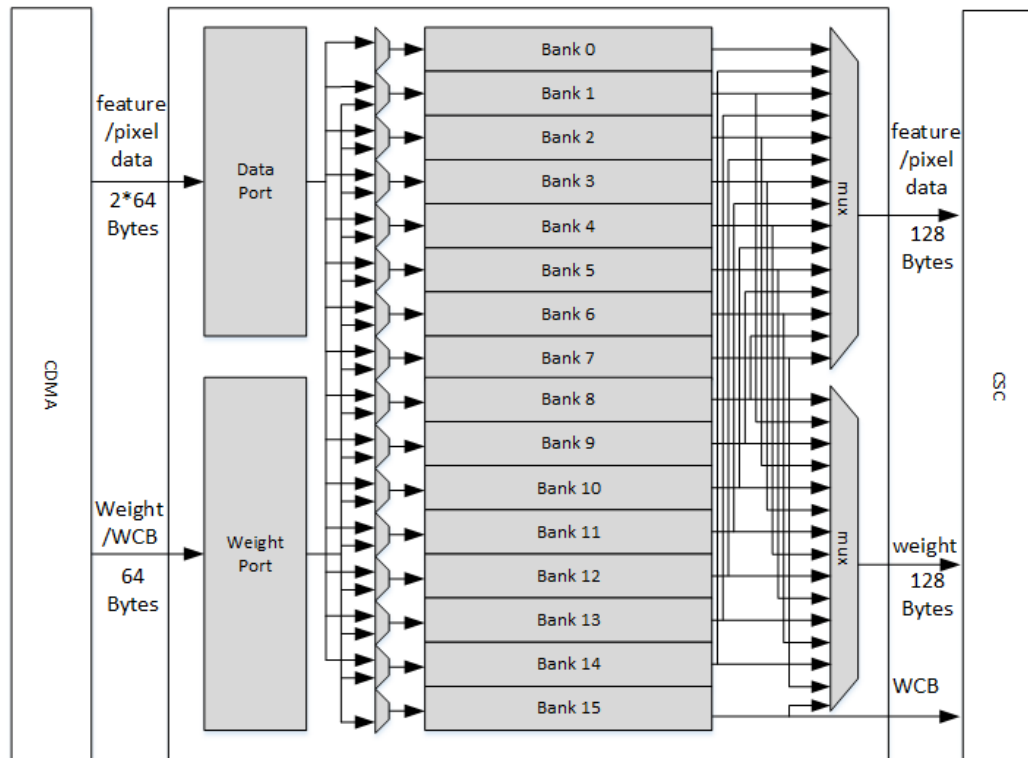 CDMA
feature
/pixel
data
2*64
Bytes
Weight
/WCB
64
Bytes
Data
Port
Weight
Port
Bank 0
Bank 1
Bank 2
Bank 3
Bank 4
Bank 5
Bank 6
Bank 7
Bank 8
Bank 9
Bank 10
Bank 11
Bank 12
Bank 13
Bank 14
Bank 15
mux
mux
feature
/pixel
data
128
Bytes
weight
128
Bytes
WCB
CSC